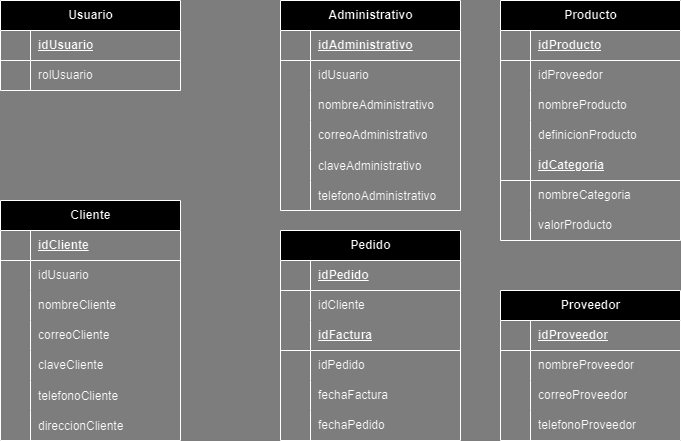 Usuario
idUsuario
rolUsuario
Administrativo
idAdministrativo
idUsuario
nombreAdministrativo
correoAdministrativo
claveAdministrativo
telefonoAdministrativo
Producto
idProducto
idProveedor
nombreProducto
definicionProducto
idCategoria
nombreCategoria
valorProducto
Cliente
idCliente
idUsuario
nombreCliente
correoCliente
claveCliente
telefonoCliente
direccionCliente
Pedido
idPedido
idCliente
idFactura
idPedido
fechaFactura
fechaPedido
Proveedor
idProveedor
nombreProveedor
correoProveedor
telefonoProveedor